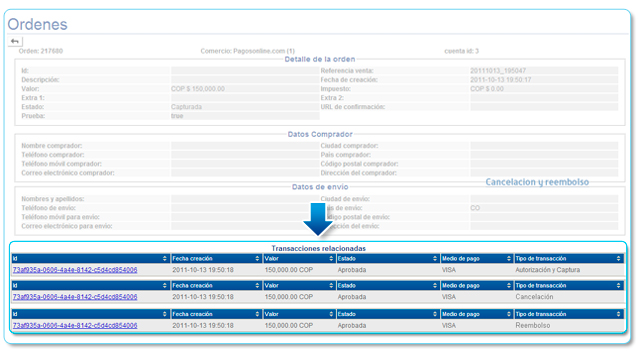 Ordenes
Orden: 217880 Comercio: Pagosonline.com (1) cuenta id: 3
Detalle de la orden
Id: Referencia venta: 20111013_195047
Descripción: Fecha de creación: 2011-10-13 19:50:17
Valor: COP $ 150,000.00 Impuesto: COP $ 0.00
Extra 1: Extra 2:
Estado: Capturada URL de confirmación:
Prueba: true
Datos Comprador
Nombre comprador: Ciudad comprador:
Teléfono comprador: Pais comprador:
Teléfono móvil comprador: Código postal comprador:
Correo electrónico comprador: Dirección del comprador:
Cancelacion y reembolso
Datos de envío
Nombres y apellidos: Ciudad de envío:
Teléfono de envío: de envío: CO
Teléfono móvil para envío: postal de envío:
Correo electrónico para envío: del envío:
Transacciones relacionadas
Id Fecha creación Valor Estado Medio de pago Tipo de transacción
73af935a-0606-4a4e-8142-c5d4cd854006 2011-10-13 19:50:18 150,000.00 COP Aprobada VISA Autorización y Captura
Id Fecha creación Valor Estado Medio de pago Tipo de transacción
73af935a-0606-4a4e-8142-c5d4cd854006 2011-10-13 19:50:18 150,000.00 COP Aprobada VISA Cancelación
Id Fecha creación Valor Estado Medio de pago Tipo de transacción
73af935a-0606-4a4e-8142-c5d4cd854006 2011-10-13 19:50:18 150,000.00 COP Aprobada VISA Reembolso